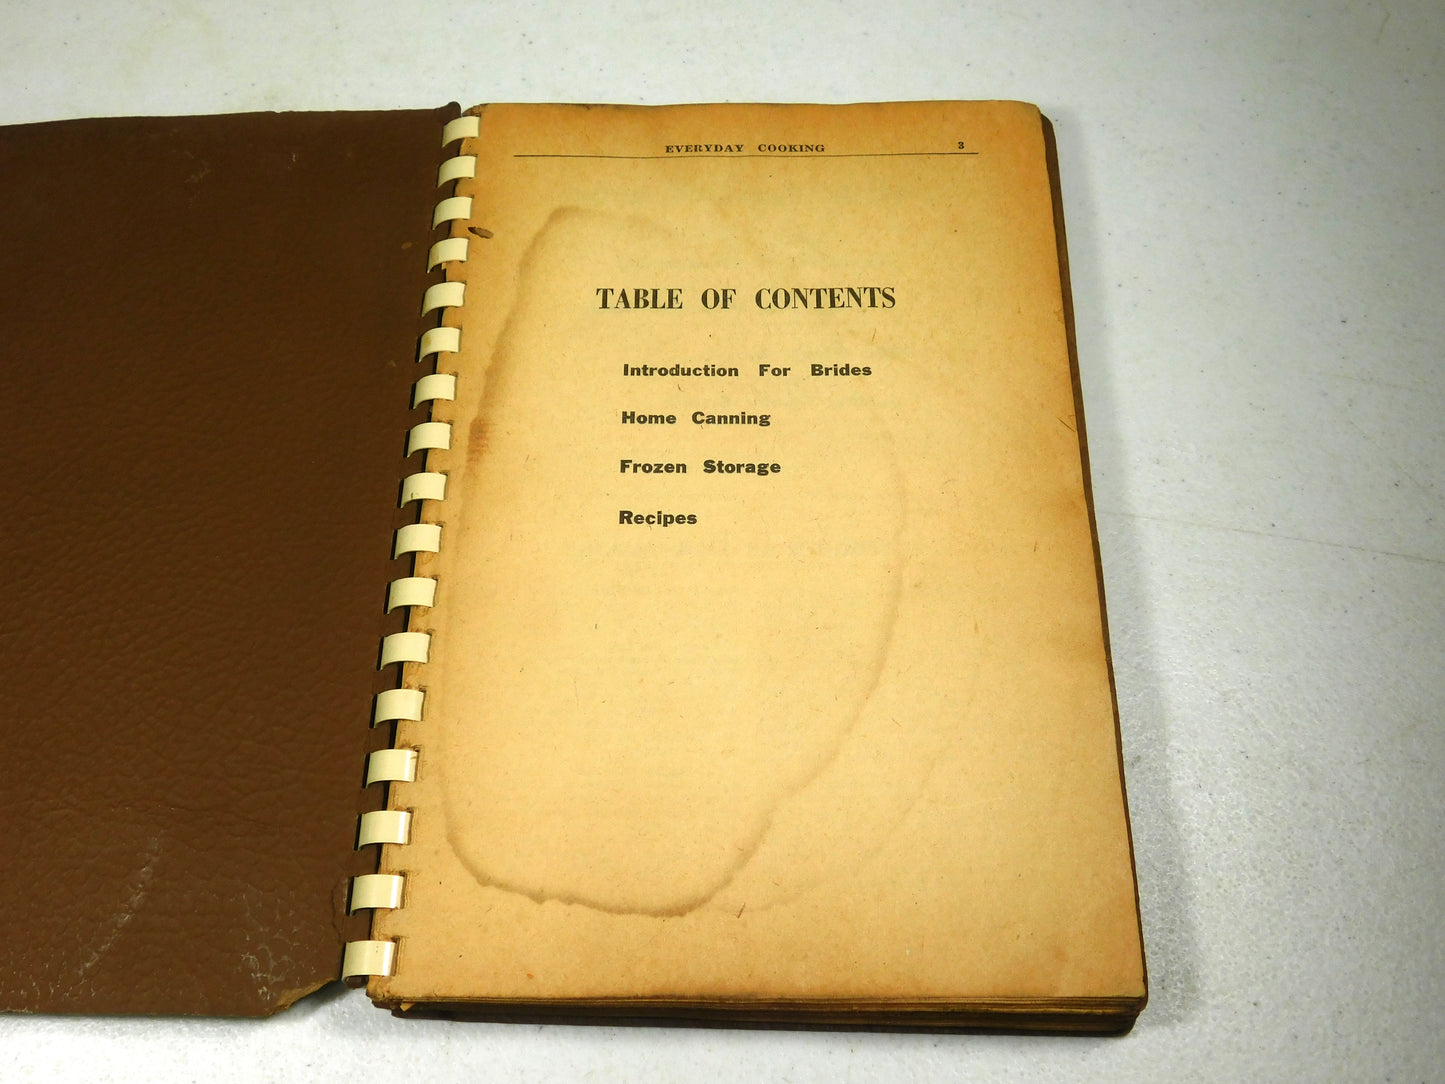 EVERYDAY COOKING 3
TABLE OF CONTENTS
Introduction For Brides
Home Canning
Frozen Storage
Recipes